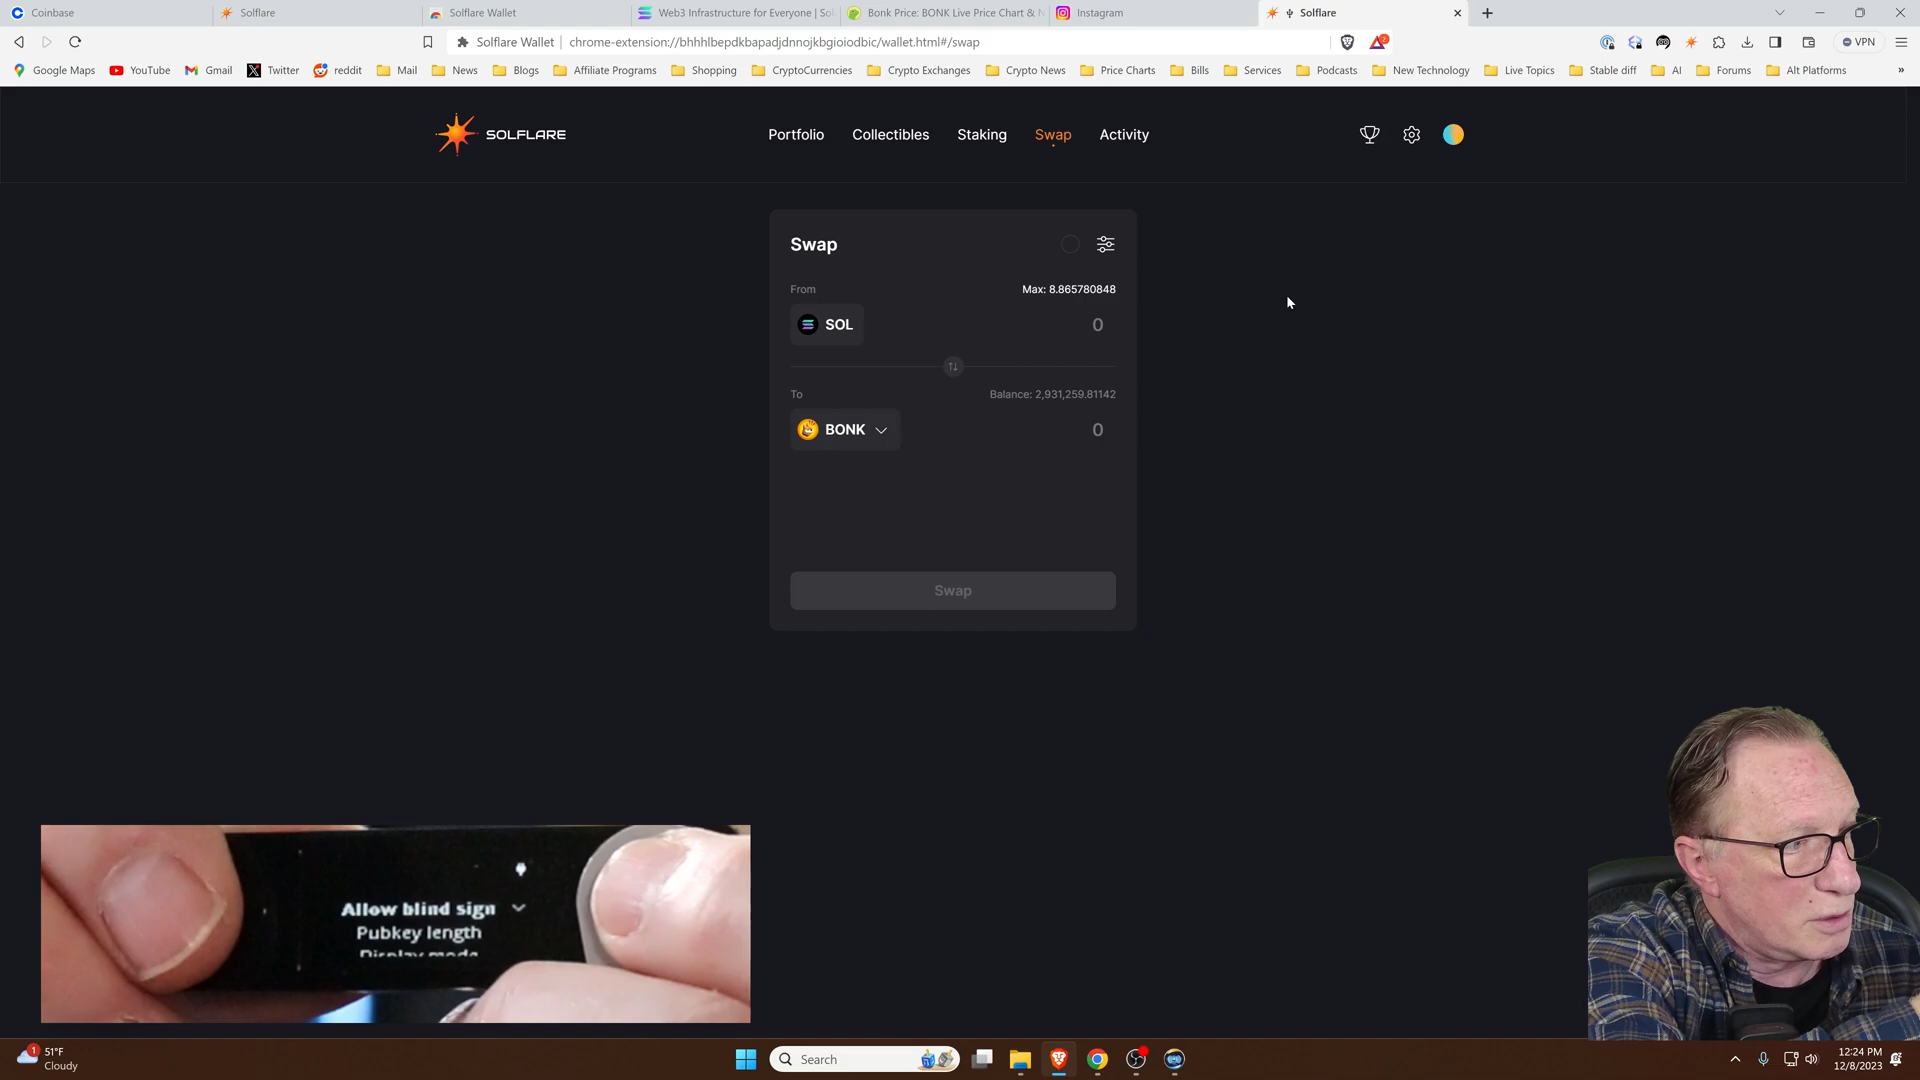 Coinbase
Solflare
Solflare Wallet
Web3 Infrastructure for Everyone | Sol
Bonk Price: BONK Live Price Chart & N
Instagram
Solflare
Solflare Wallet
chrome-extension://bhhhlbepdkbapadjdnnojkbgioiodbic/wallet.html#/swap
2
VPN
Google Maps
YouTube
Gmail
Twitter
reddit
Mail
News
Blogs
Affiliate Programs
Shopping
CryptoCurrencies
Crypto Exchanges
Crypto News
Price Charts
Bills
Services
Podcasts
New Technology
Live Topics
Stable diff
AI
Forums
Alt Platforms
»
SOLFLARE
Portfolio
Collectibles
Staking
Swap
Activity
Swap
From
Max: 8.865780848
SOL
0
To
Balance: 2,931,259.81142
BONK
0
Swap
Allow blind sign
Pubkey length
Display mode
1
51°F
Cloudy
Search
12:24 PM
12/8/2023